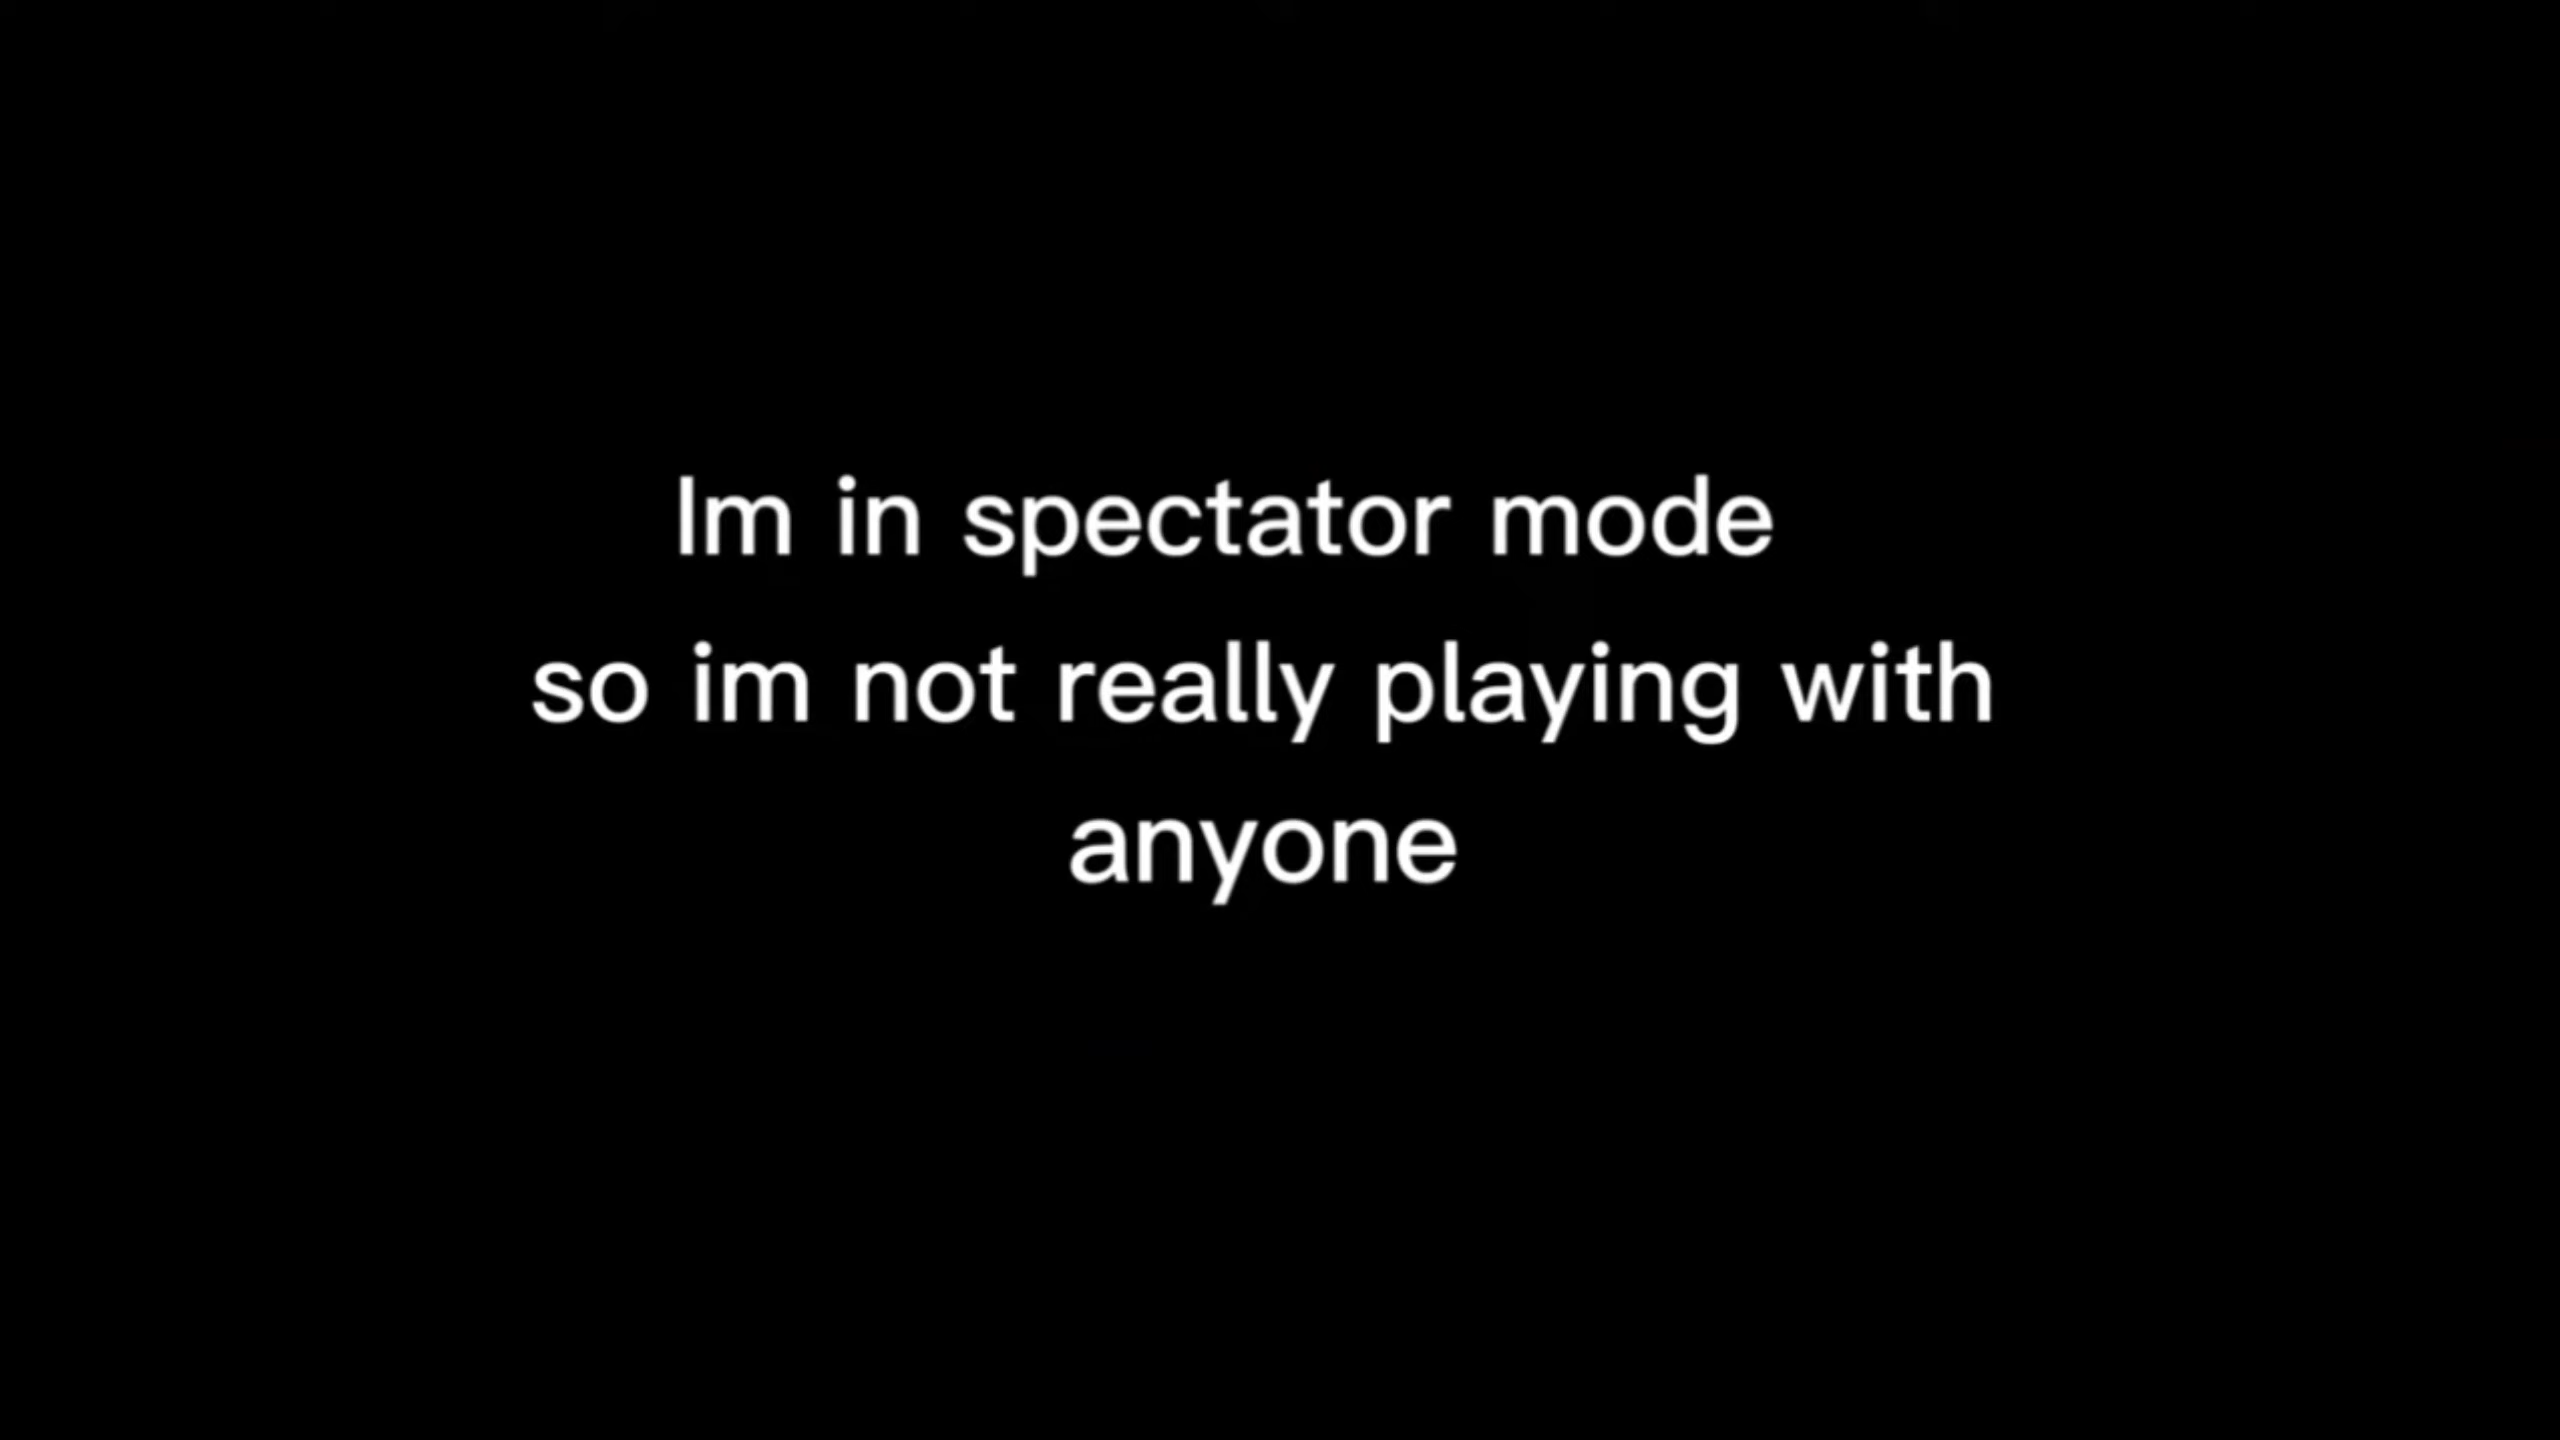 Im in spectator mode
so im not really playing with
anyone